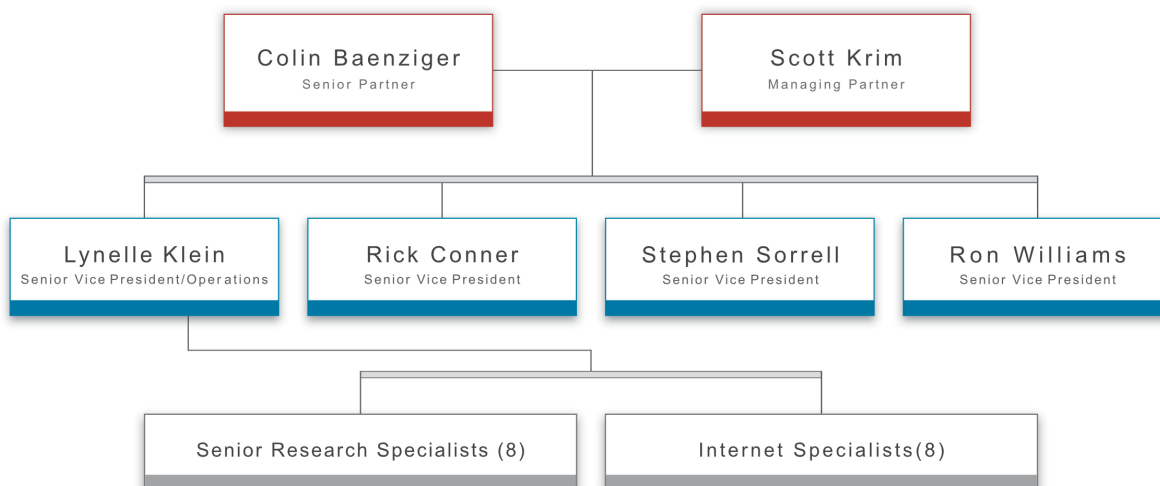 Colin Baenziger
Senior Partner
Scott Krim
Managing Partner
Lynelle Klein
Senior Vice President/Operations
Rick Conner
Senior Vice President
Stephen Sorrell
Senior Vice President
Ron Williams
Senior Vice President
Senior Research Specialists (8)
Internet Specialists(8)